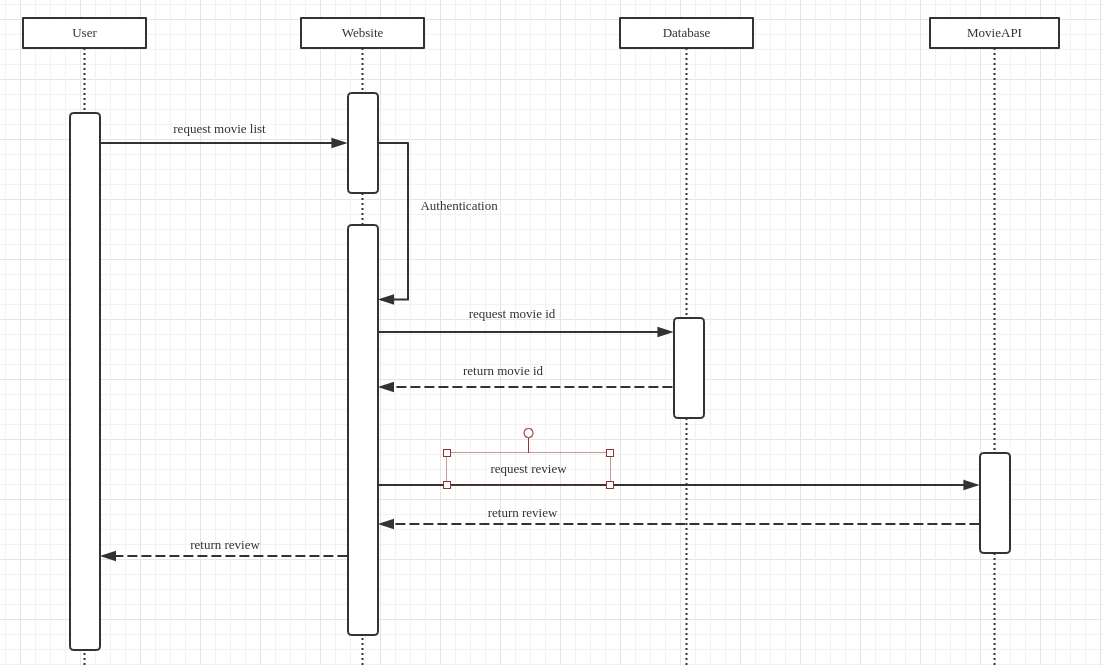 User
Website
Database
MovieAPI
request movie list
Authentication
request movie id
return movie id
request review
return review
return review